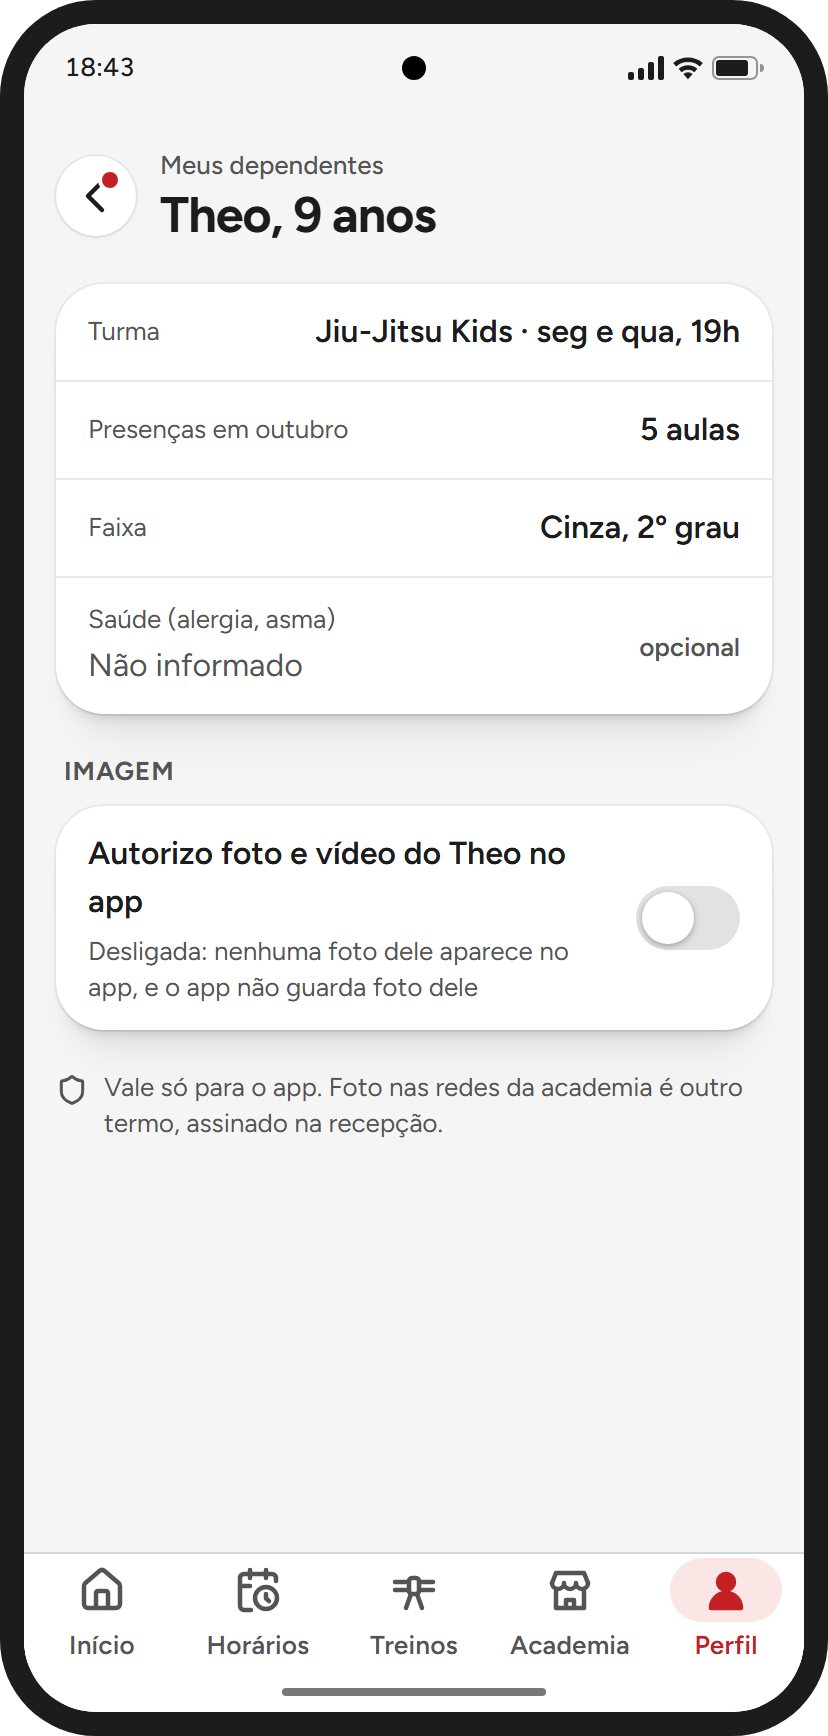 18:43
Meus dependentes
Theo, 9 anos
Turma
Jiu-Jitsu Kids · seg e qua, 19h
Presenças em outubro
5 aulas
Faixa
Cinza, 2º grau
Saúde (alergia, asma)
Não informado
opcional
IMAGEM
Autorizo foto e vídeo do Theo no
app
Desligada: nenhuma foto dele aparece no
app, e o app não guarda foto dele
Vale só para o app. Foto nas redes da academia é outro
termo, assinado na recepção.
Início
Horários
Treinos
Academia
Perfil